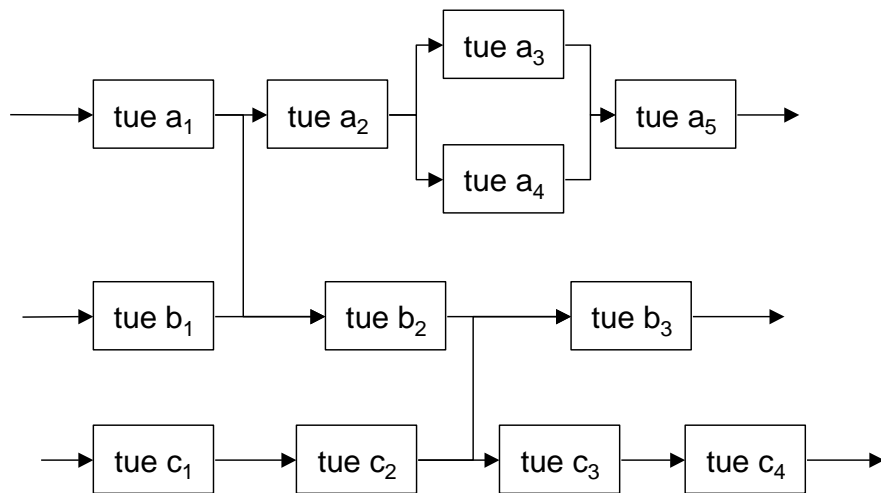 tue a₃
tue a₁ tue a₂ tue a₅
tue a₄
tue b₁ tue b₂ tue b₃
tue c₁ tue c₂ tue c₃ tue c₄